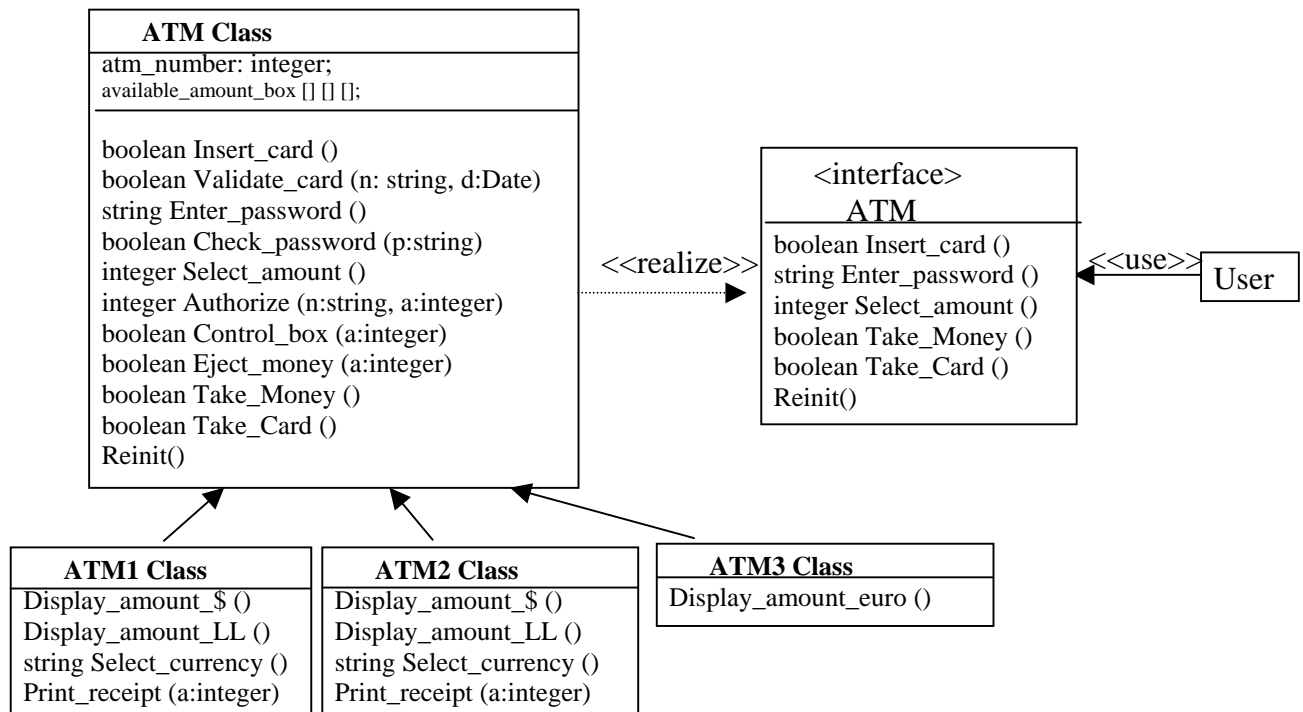 ATM Class
atm_number: integer;
available_amount_box [] [] [];
boolean Insert_card ()
boolean Validate_card (n: string, d:Date)
string Enter_password ()
boolean Check_password (p:string)
integer Select_amount ()
integer Authorize (n:string, a:integer)
boolean Control_box (a:integer)
boolean Eject_money (a:integer)
boolean Take_Money ()
boolean Take_Card ()
Reinit()
<<realize>>
<interface>
ATM
boolean Insert_card ()
string Enter_password ()
integer Select_amount ()
boolean Take_Money ()
boolean Take_Card ()
Reinit()
<<use>>
User
ATM1 Class
Display_amount_$ ()
Display_amount_LL ()
string Select_currency ()
Print_receipt (a:integer)
ATM2 Class
Display_amount_$ ()
Display_amount_LL ()
string Select_currency ()
Print_receipt (a:integer)
ATM3 Class
Display_amount_euro ()